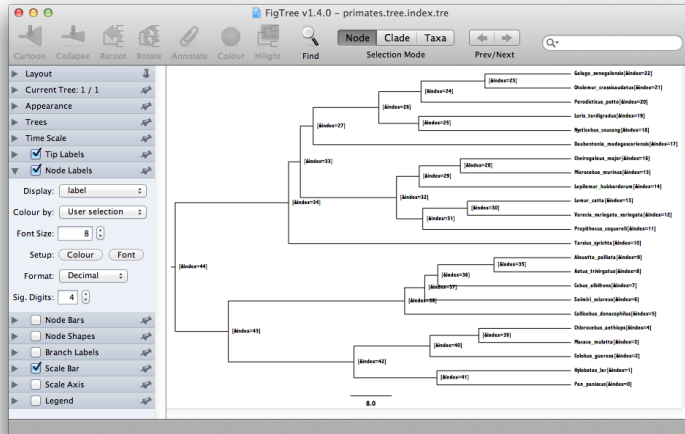 FigTree v1.4.0 - primates.tree.index.tre
Cartoon Collapse Reroot Rotate Annotate Colour Hilight Find
Node Clade Taxa
Selection Mode
Prev/Next
Layout
Current Tree: 1 / 1
Appearance
Trees
Time Scale
Tip Labels
Node Labels
Display: label
Colour by: User selection
Font Size: 8
Setup: Colour Font
Format: Decimal
Sig. Digits: 4
Node Bars
Node Shapes
Branch Labels
Scale Bar
Scale Axis
Legend
Galago_senegalensis[&index=22]
[&index=23]
Otolemur_crassicaudatus[&index=21]
[&index=24]
Perodicticus_potto[&index=20]
[&index=26]
Loris_tardigradus[&index=19]
[&index=25]
[&index=27]
Nycticebus_coucang[&index=18]
Daubentonia_madagascariensis[&index=17]
Cheirogaleus_major[&index=16]
[&index=33]
[&index=28]
Microcebus_murinus[&index=15]
[&index=29]
Lepilemur_hubbardorum[&index=14]
[&index=32]
[&index=34]
Lemur_catta[&index=13]
[&index=30]
Varecia_variegata_variegata[&index=12]
[&index=31]
Propithecus_coquereli[&index=11]
Tarsius_syrichta[&index=10]
Alouatta_palliata[&index=9]
[&index=35]
[&index=44]
Aotus_trivirgatus[&index=8]
[&index=36]
Cebus_albifrons[&index=7]
[&index=37]
Saimiri_sciureus[&index=6]
[&index=38]
Callicebus_donacophilus[&index=5]
Chlorocebus_aethiops[&index=4]
[&index=43]
[&index=39]
Macaca_mulatta[&index=3]
[&index=40]
Colobus_guereza[&index=2]
[&index=42]
Hylobates_lar[&index=1]
[&index=41]
Pan_paniscus[&index=0]
8.0